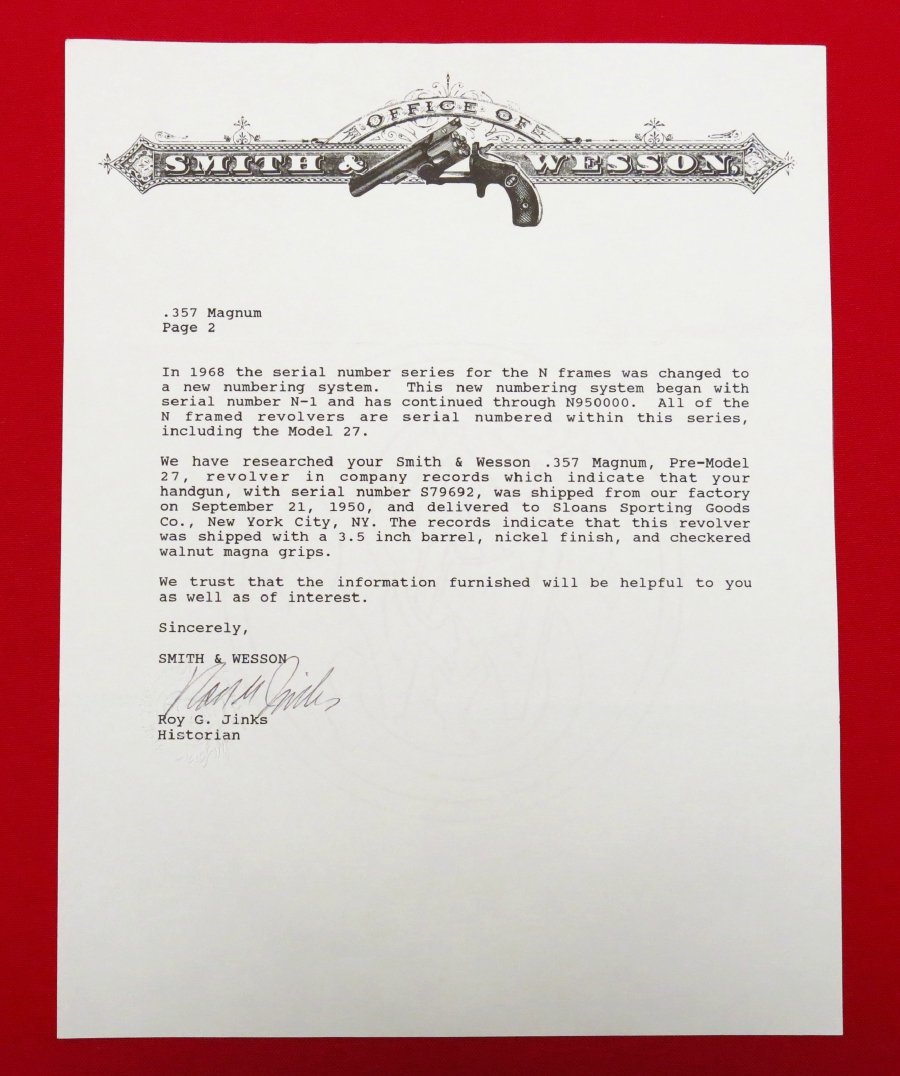 OFFICE OF
SMITH & WESSON.
.357 Magnum
Page 2
In 1968 the serial number series for the N frames was changed to
a new numbering system. This new numbering system began with
serial number N-1 and has continued through N950000. All of the
N framed revolvers are serial numbered within this series,
including the Model 27.
We have researched your Smith & Wesson .357 Magnum, Pre-Model
27, revolver in company records which indicate that your
handgun, with serial number S79692, was shipped from our factory
on September 21, 1950, and delivered to Sloans Sporting Goods
Co., New York City, NY. The records indicate that this revolver
was shipped with a 3.5 inch barrel, nickel finish, and checkered
walnut magna grips.
We trust that the information furnished will be helpful to you
as well as of interest.
Sincerely,
SMITH & WESSON
Roy G. Jinks
Historian